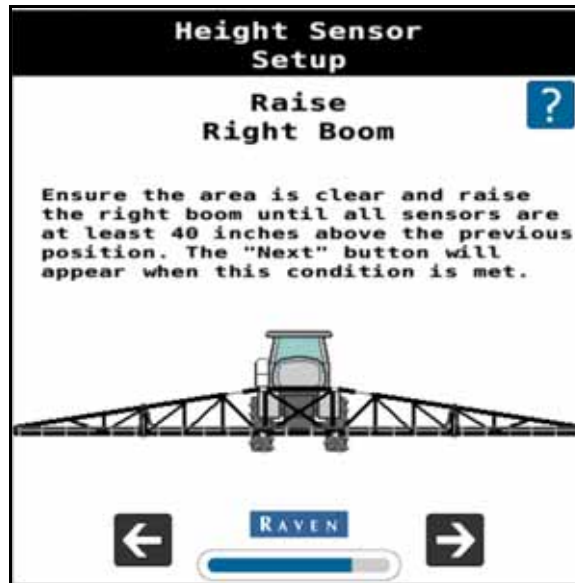 Height Sensor
Setup
Raise
Right Boom
?
Ensure the area is clear and raise
the right boom until all sensors are
at least 40 inches above the previous
position. The "Next" button will
appear when this condition is met.
RAVEN